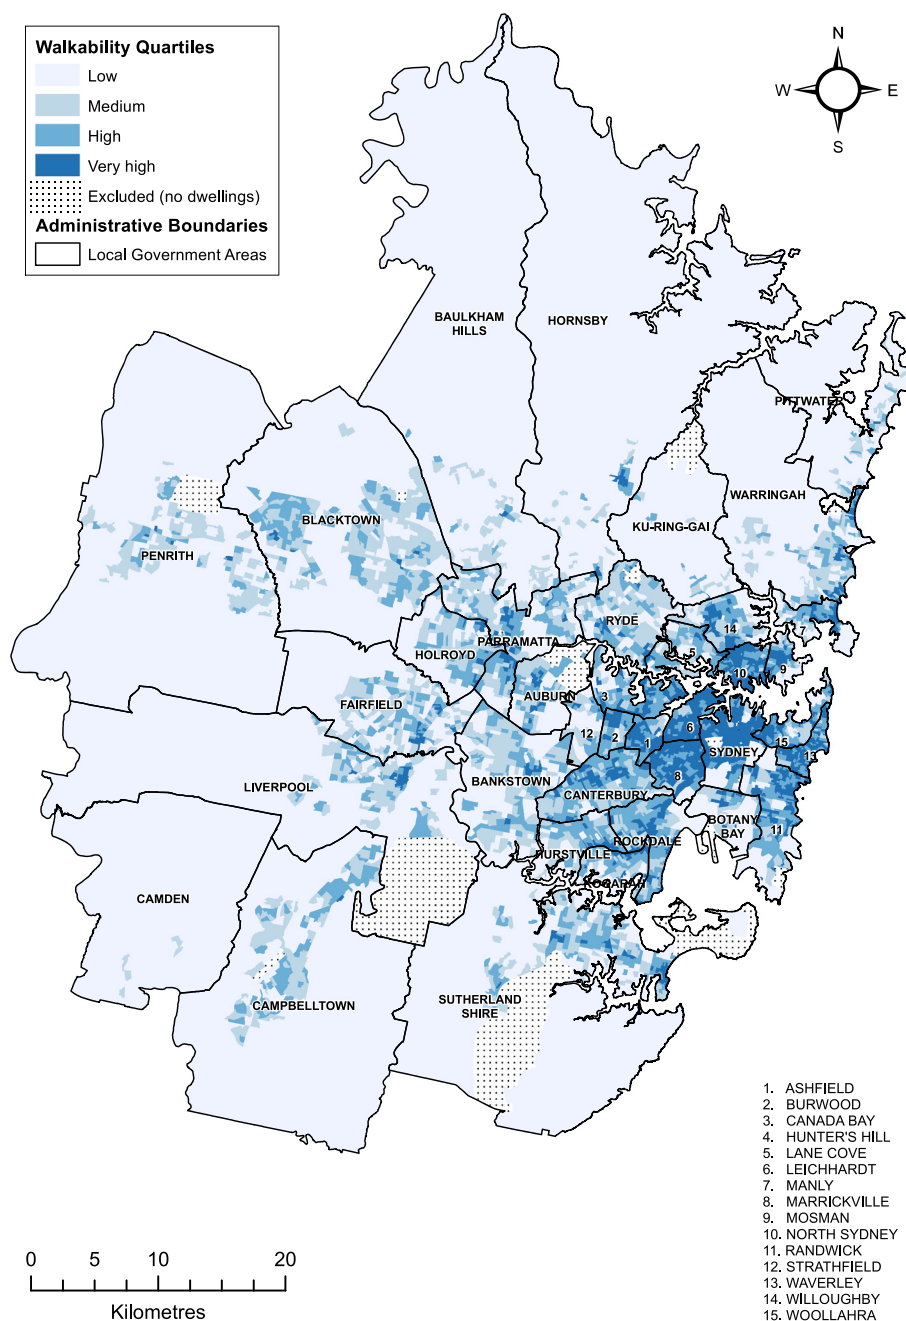 Walkability Quartiles
Low
Medium
High
Very high
Excluded (no dwellings)
Administrative Boundaries
Local Government Areas
N
W
E
S
BAULKHAM
HILLS
HORNSBY
PITTWATER
WARRINGAH
KU-RING-GAI
BLACKTOWN
PENRITH
RYDE
14
7
PARRAMATTA
HOLROYD
5
4
9
10
AUBURN
3
FAIRFIELD
6
12
2
1
SYDNEY
15
13
8
BANKSTOWN
LIVERPOOL
CANTERBURY
BOTANY
BAY
11
ROCKDALE
HURSTVILLE
KOGARAH
CAMDEN
CAMPBELLTOWN
SUTHERLAND
SHIRE
1. ASHFIELD
2. BURWOOD
3. CANADA BAY
4. HUNTER'S HILL
5. LANE COVE
6. LEICHHARDT
7. MANLY
8. MARRICKVILLE
9. MOSMAN
10. NORTH SYDNEY
11. RANDWICK
12. STRATHFIELD
13. WAVERLEY
14. WILLOUGHBY
15. WOOLLAHRA
0 5 10 20
Kilometres